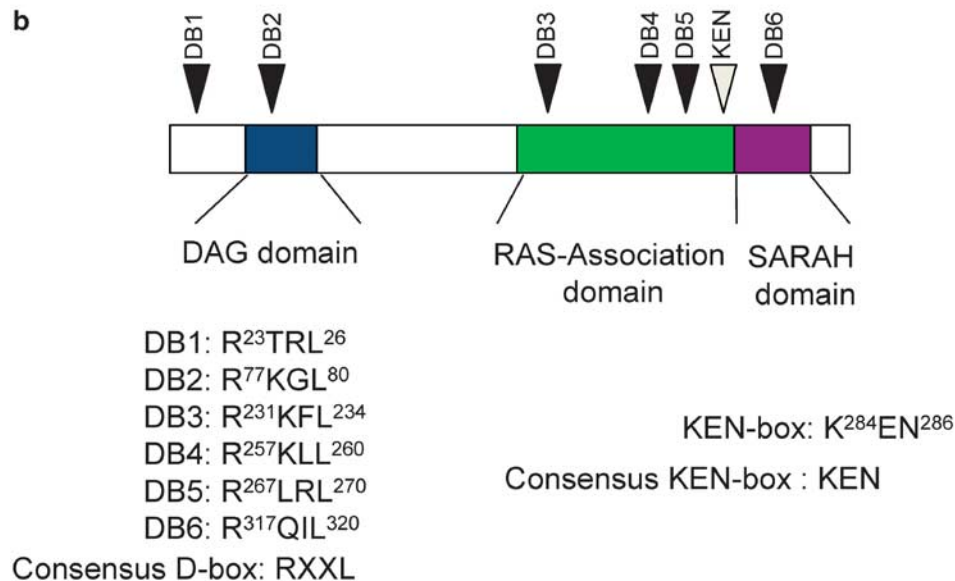 b
DB1 DB2 DB3 DB4 DB5 KEN DB6
DAG domain
RAS-Association
domain
SARAH
domain
DB1: R²³TRL²⁶
DB2: R⁷⁷KGL⁸⁰
DB3: R²³¹KFL²³⁴
DB4: R²⁵⁷KLL²⁶⁰
DB5: R²⁶⁷LRL²⁷⁰
DB6: R³¹⁷QIL³²⁰
Consensus D-box: RXXL
KEN-box: K²⁸⁴EN²⁸⁶
Consensus KEN-box : KEN